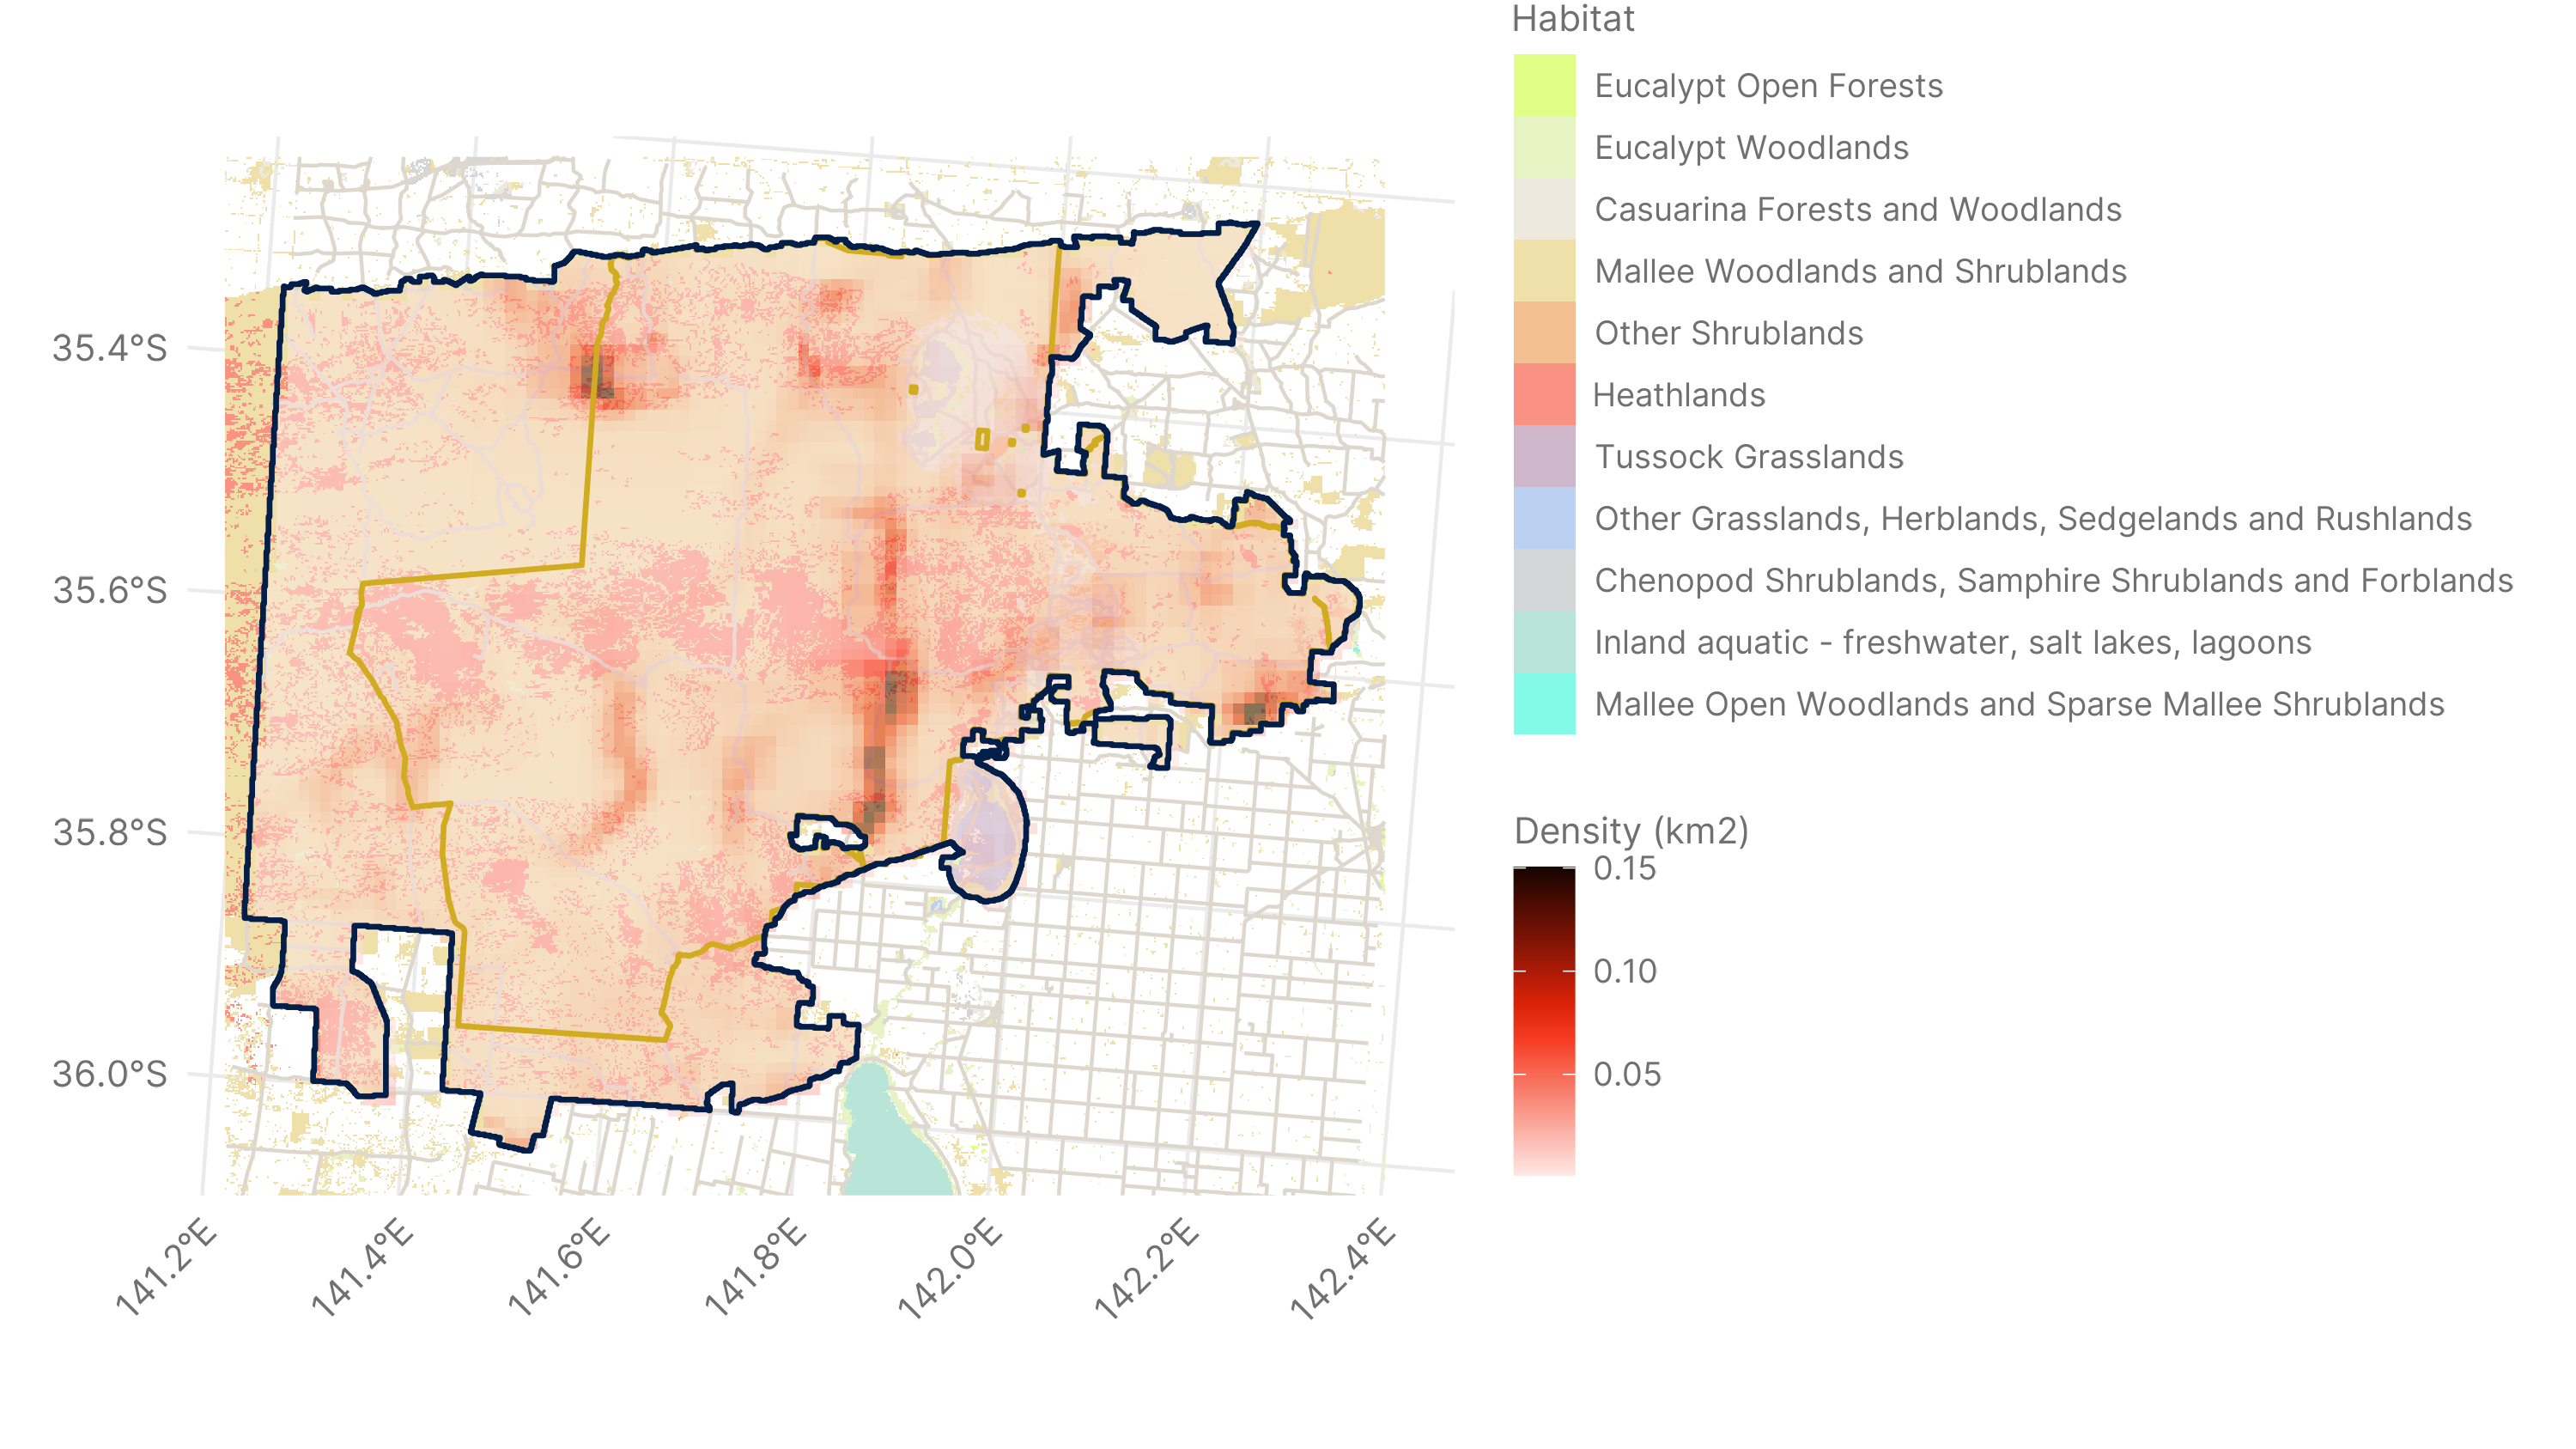 Habitat
Eucalypt Open Forests
Eucalypt Woodlands
Casuarina Forests and Woodlands
Mallee Woodlands and Shrublands
Other Shrublands
Heathlands
Tussock Grasslands
Other Grasslands, Herblands, Sedgelands and Rushlands
Chenopod Shrublands, Samphire Shrublands and Forblands
Inland aquatic - freshwater, salt lakes, lagoons
Mallee Open Woodlands and Sparse Mallee Shrublands
Density (km2)
0.15
0.10
0.05
35.4°S
35.6°S
35.8°S
36.0°S
141.2°E
141.4°E
141.6°E
141.8°E
142.0°E
142.2°E
142.4°E